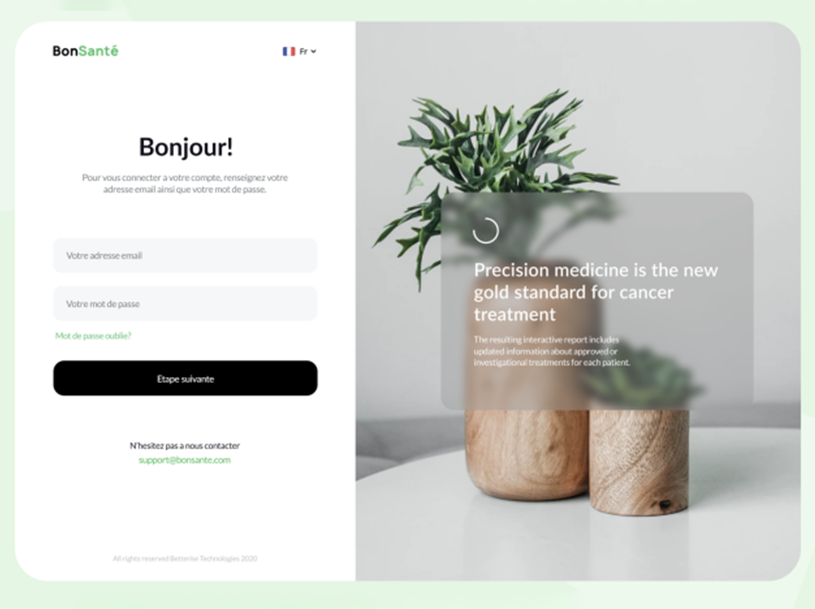 BonSanté
Fr
Bonjour!
Pour vous connecter a votre compte, renseignez votre
adresse email ainsi que votre mot de passe.
Votre adresse email
Votre mot de passe
Mot de passe oublie?
Etape suivante
N'hesitez pas a nous contacter
support@bonsante.com
All rights reserved Betterise Technologies 2020
Precision medicine is the new
gold standard for cancer
treatment
The resulting interactive report includes
updated information about approved or
investigational treatments for each patient.